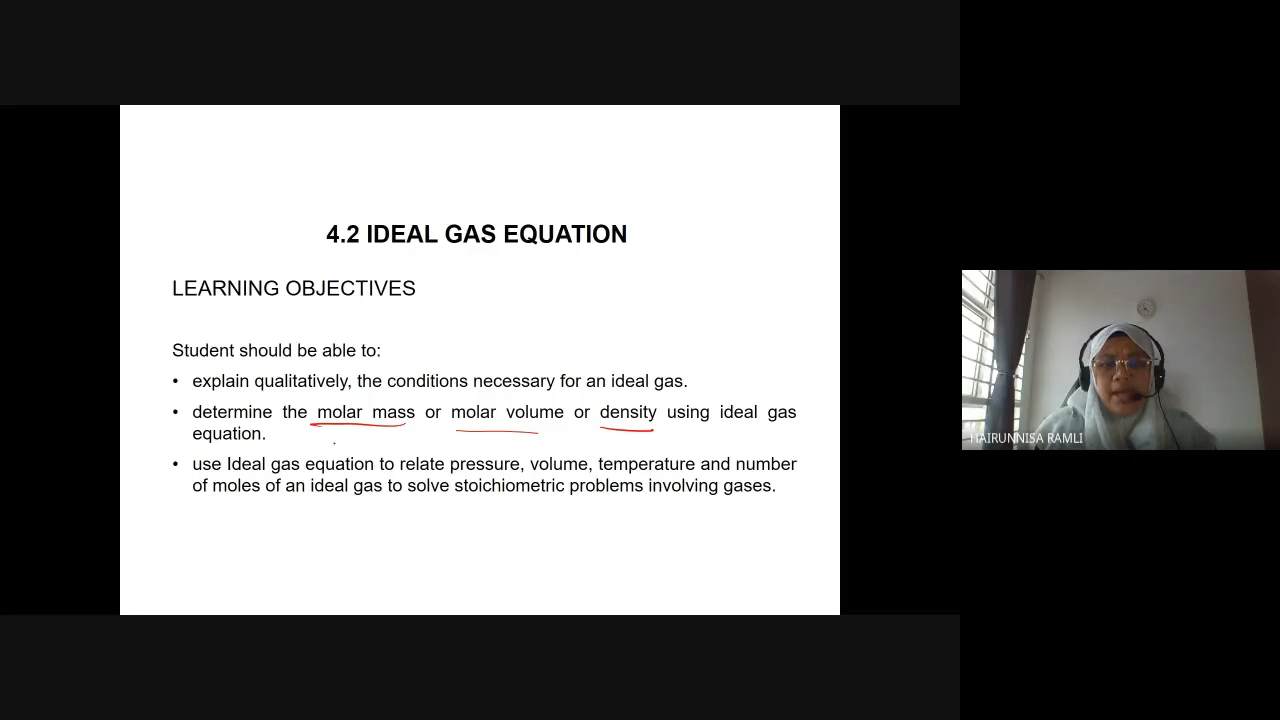 4.2 IDEAL GAS EQUATION
LEARNING OBJECTIVES
Student should be able to:
• explain qualitatively, the conditions necessary for an ideal gas.
• determine the molar mass or molar volume or density using ideal gas
equation.
• use Ideal gas equation to relate pressure, volume, temperature and number
of moles of an ideal gas to solve stoichiometric problems involving gases.
HAIRUNNISA RAMLI